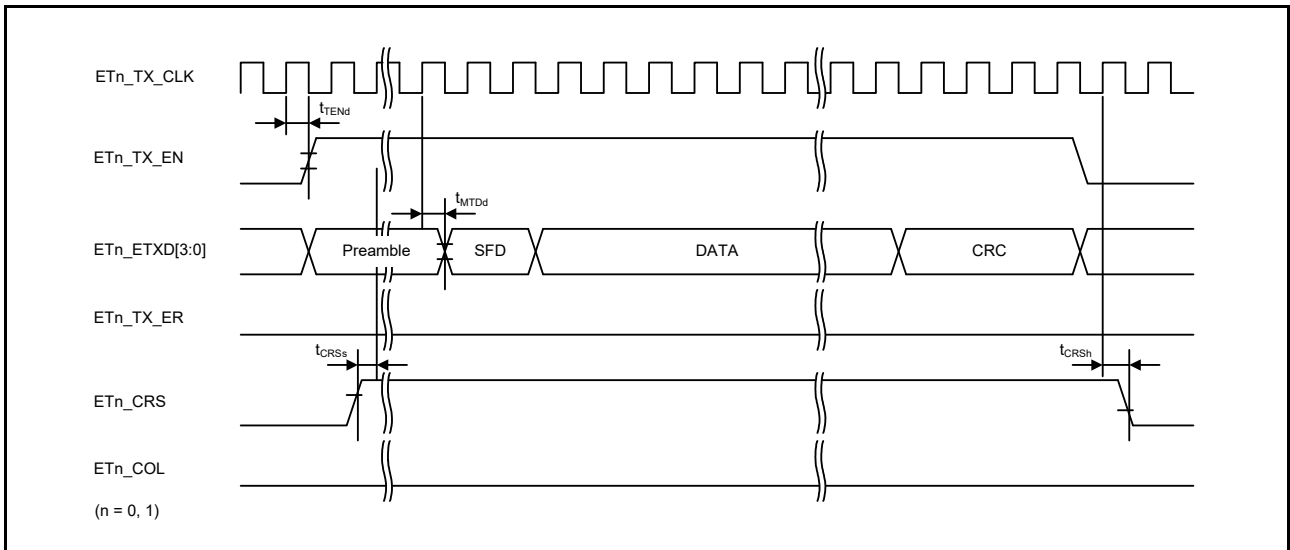 ETn_TX_CLK
tTENd
ETn_TX_EN
tMTDd
ETn_ETXD[3:0]
Preamble SFD DATA CRC
ETn_TX_ER
tCRSs tCRSh
ETn_CRS
ETn_COL
(n = 0, 1)